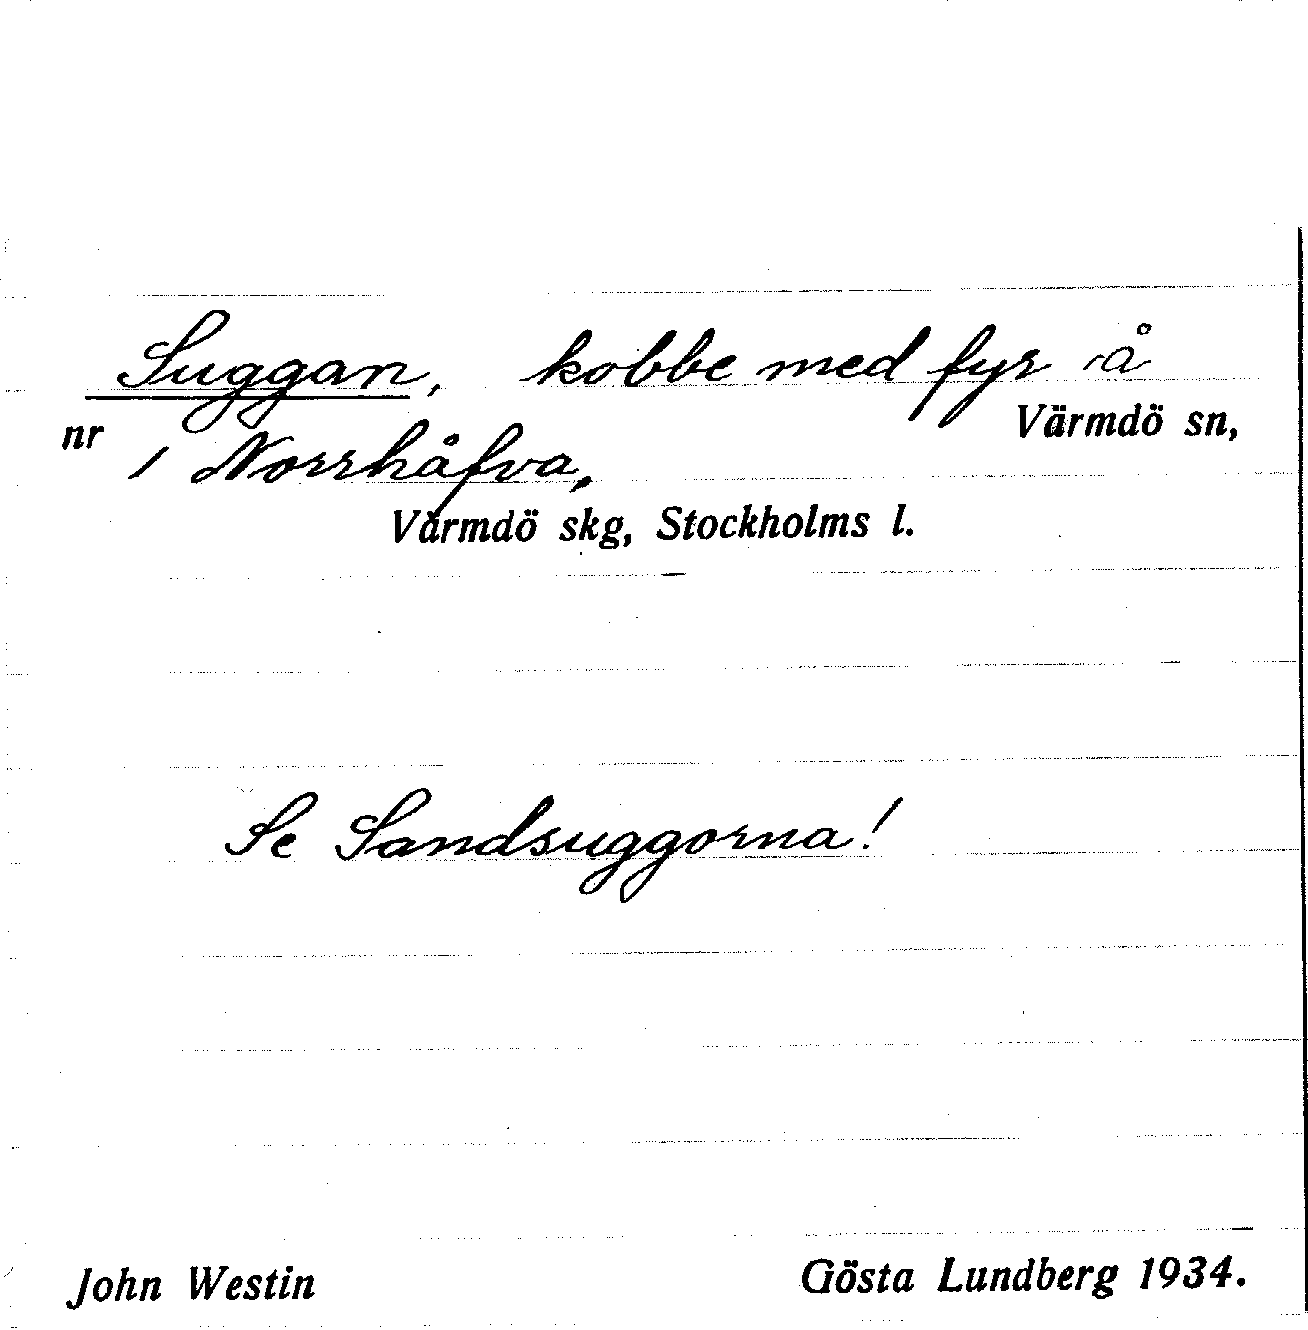 Suggan, kobbe med fyr å
Värmdö sn,
nr 1 Norrhåfva,
Värmdö skg, Stockholms l.
Se Sandsuggorna!
John Westin Gösta Lundberg 1934.